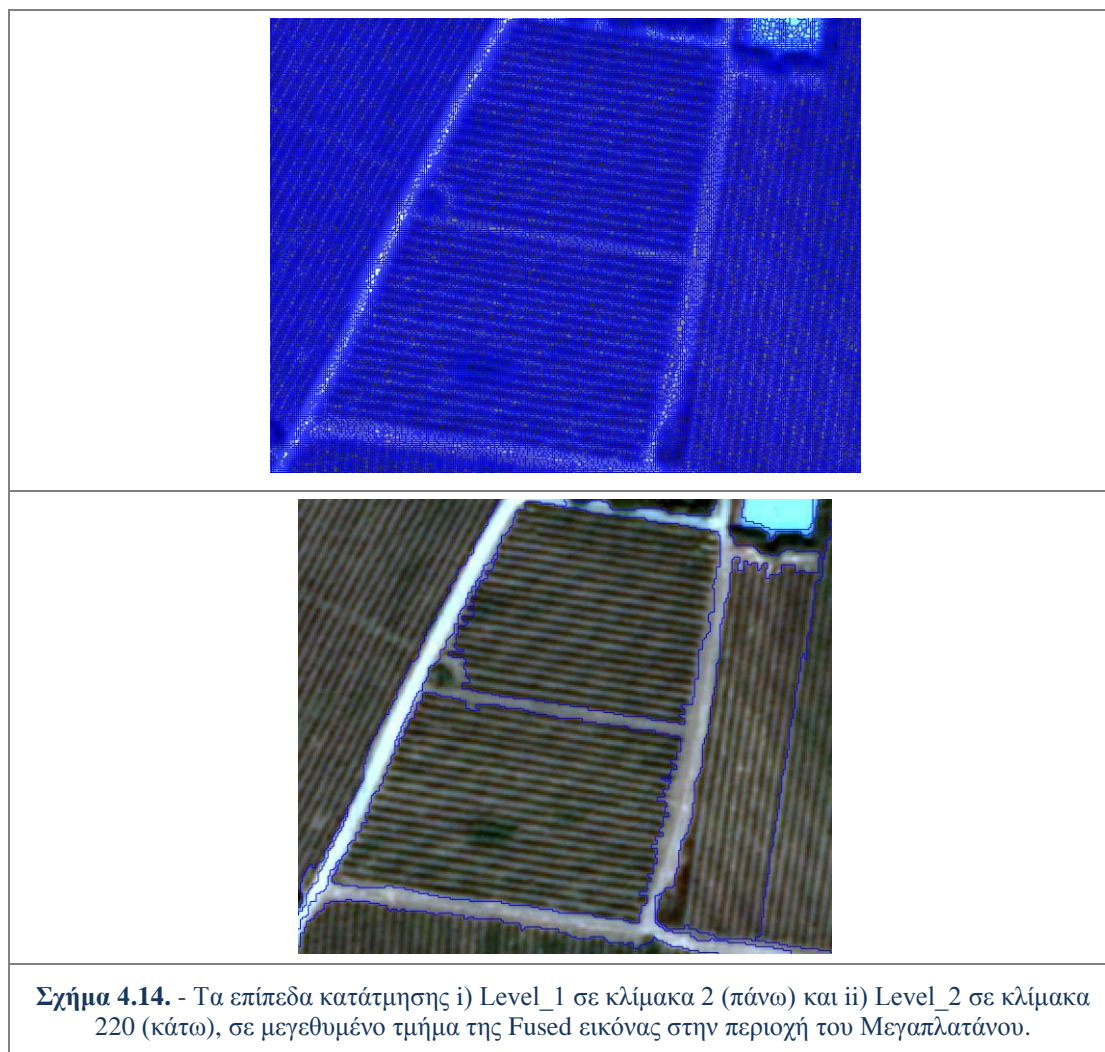 Σχήμα 4.14. - Τα επίπεδα κατάτμησης i) Level_1 σε κλίμακα 2 (πάνω) και ii) Level_2 σε κλίμακα
220 (κάτω), σε μεγεθυμένο τμήμα της Fused εικόνας στην περιοχή του Μεγαπλατάνου.